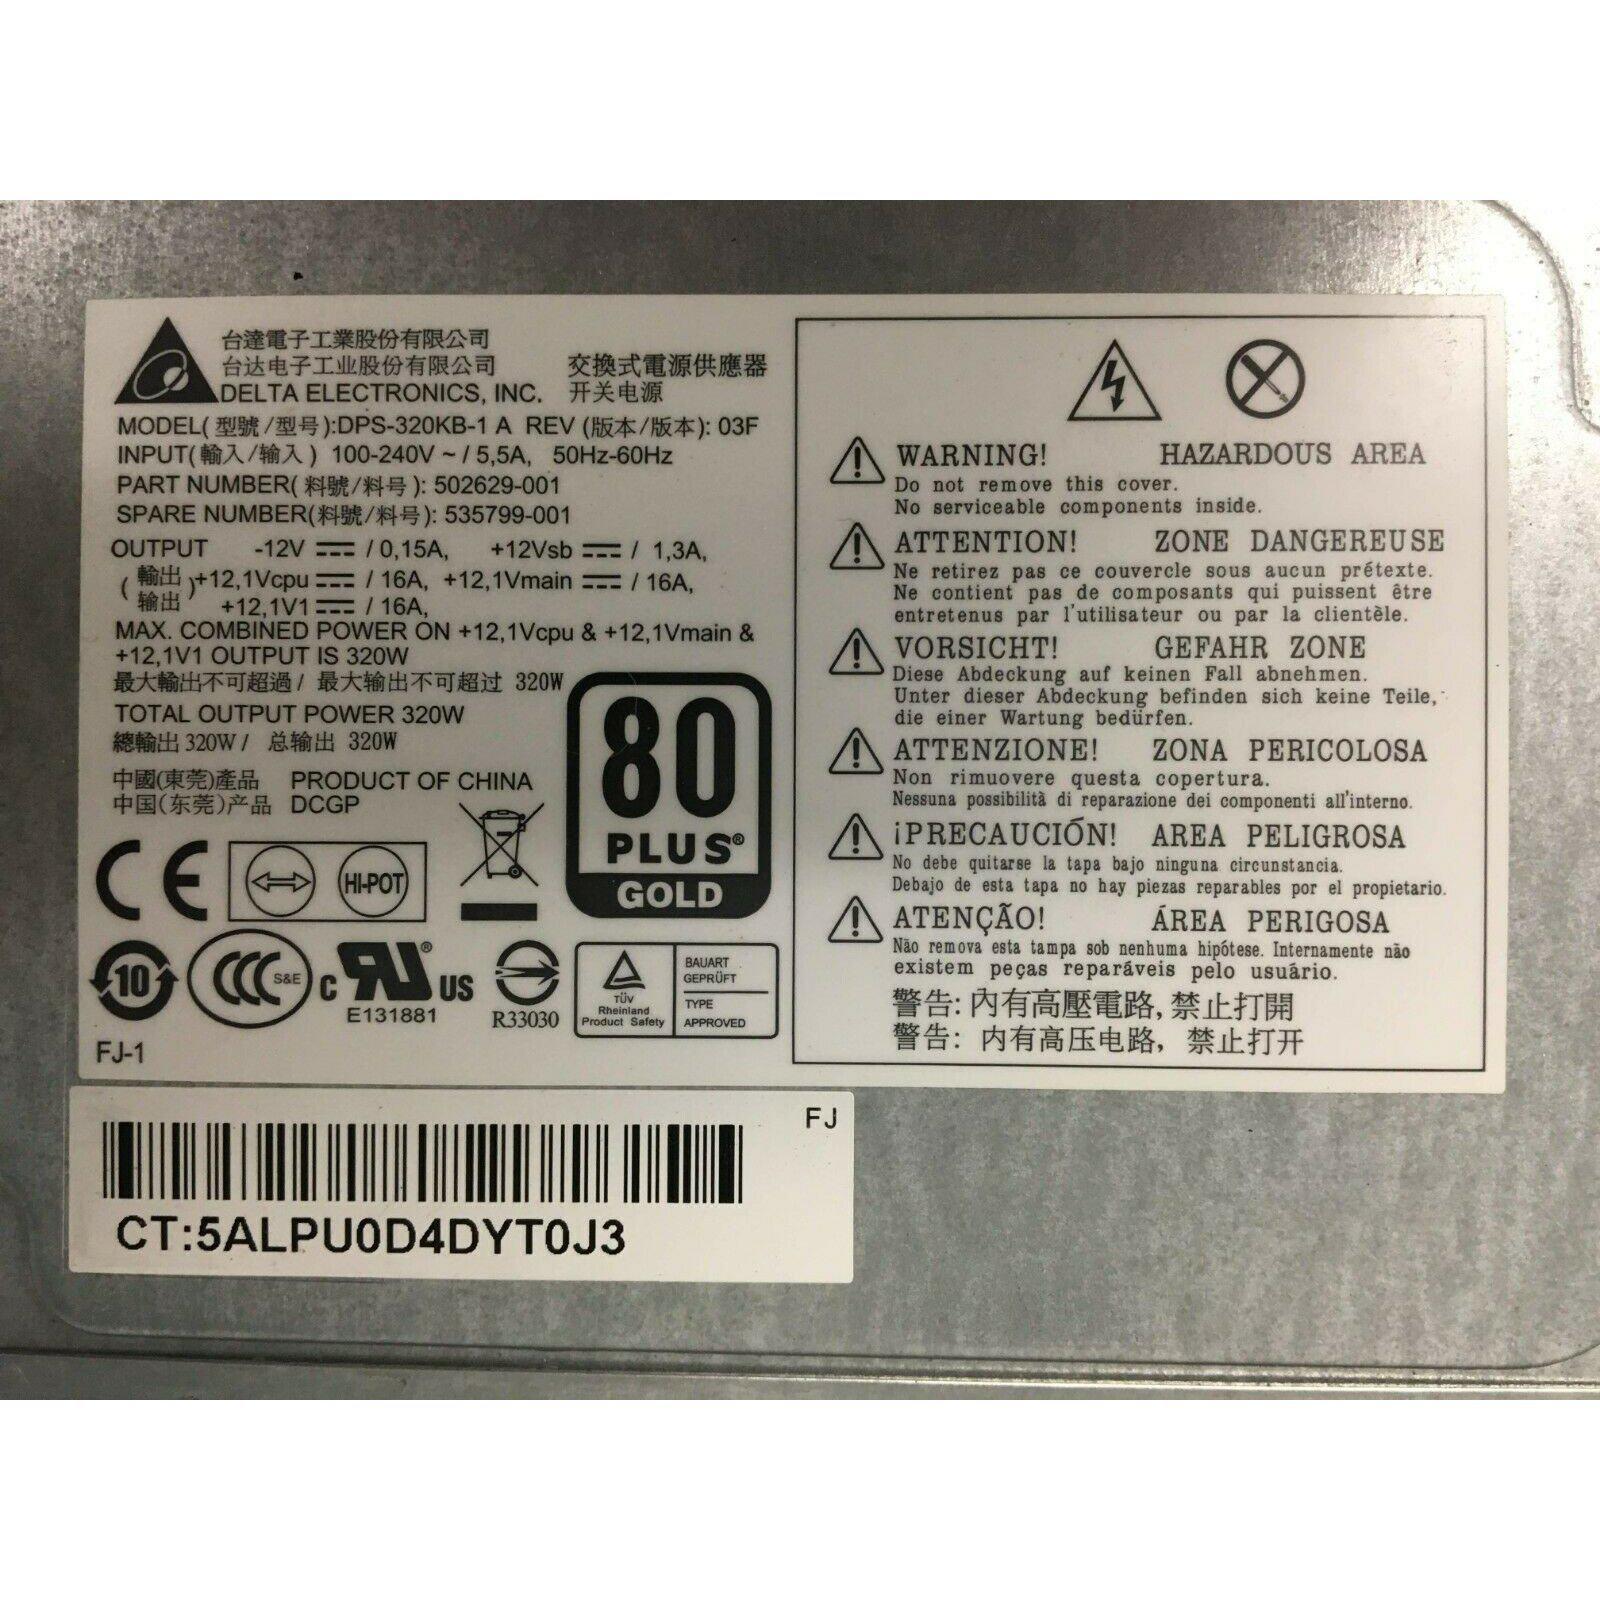 台達電子工業股份有限公司
台达电子工业股份有限公司 交換式電源供應器
DELTA ELECTRONICS, INC. 开关电源
MODEL(型號/型号):DPS-320KB-1 A REV (版本/版本): 03F
INPUT(輸入/输入) 100-240V ~ / 5,5A, 50Hz-60Hz
PART NUMBER(料號/料号): 502629-001
SPARE NUMBER(料號/料号): 535799-001
OUTPUT -12V ⎓ / 0,15A, +12Vsb ⎓ / 1,3A,
(輸出 输出) +12,1Vcpu ⎓ / 16A, +12,1Vmain ⎓ / 16A,
+12,1V1 ⎓ / 16A,
MAX. COMBINED POWER ON +12,1Vcpu & +12,1Vmain &
+12,1V1 OUTPUT IS 320W
最大輸出不可超過/ 最大输出不可超过 320W
TOTAL OUTPUT POWER 320W
總輸出 320W / 总输出 320W
中國(東莞)產品 PRODUCT OF CHINA
中国(东莞)产品 DCGP
80
PLUS®
GOLD
CE
HI-POT
10
CCC S&E
c RU® US
E131881
R33030
TÜV
Rheinland
Product Safety
BAUART
GEPRÜFT
TYPE
APPROVED
FJ-1
WARNING! HAZARDOUS AREA
Do not remove this cover.
No serviceable components inside.
ATTENTION! ZONE DANGEREUSE
Ne retirez pas ce couvercle sous aucun prétexte.
Ne contient pas de composants qui puissent être
entretenus par l'utilisateur ou par la clientèle.
VORSICHT! GEFAHR ZONE
Diese Abdeckung auf keinen Fall abnehmen.
Unter dieser Abdeckung befinden sich keine Teile,
die einer Wartung bedürfen.
ATTENZIONE! ZONA PERICOLOSA
Non rimuovere questa copertura.
Nessuna possibilità di reparazione dei componenti all'interno.
¡PRECAUCIÓN! AREA PELIGROSA
No debe quitarse la tapa bajo ninguna circunstancia.
Debajo de esta tapa no hay piezas reparables por el propietario.
ATENÇÃO! ÁREA PERIGOSA
Não remova esta tampa sob nenhuma hipótese. Internamente não
existem peças reparáveis pelo usuário.
警告: 內有高壓電路, 禁止打開
警告: 内有高压电路, 禁止打开
FJ
CT:5ALPU0D4DYT0J3